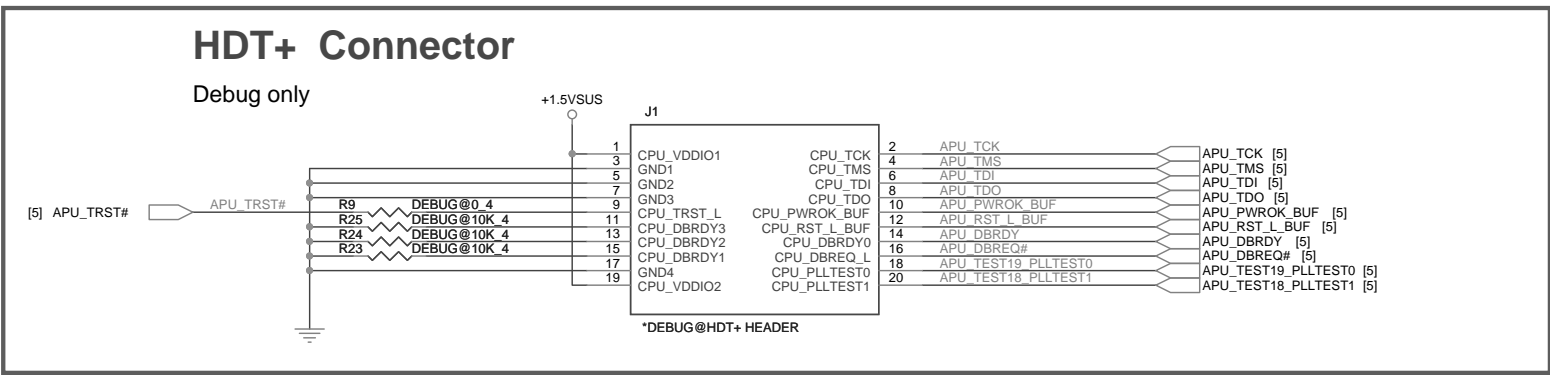 HDT+ Connector
Debug only
+1.5VSUS
J1
1 CPU_VDDIO1 CPU_TCK 2 APU_TCK APU_TCK [5]
3 GND1 CPU_TMS 4 APU_TMS APU_TMS [5]
5 GND2 CPU_TDI 6 APU_TDI APU_TDI [5]
7 GND3 CPU_TDO 8 APU_TDO APU_TDO [5]
[5] APU_TRST# APU_TRST# R9 DEBUG@0_4 9 CPU_TRST_L CPU_PWROK_BUF 10 APU_PWROK_BUF APU_PWROK_BUF [5]
R25 DEBUG@10K_4 11 CPU_DBRDY3 CPU_RST_L_BUF 12 APU_RST_L_BUF APU_RST_L_BUF [5]
R24 DEBUG@10K_4 13 CPU_DBRDY2 CPU_DBRDY0 14 APU_DBRDY APU_DBRDY [5]
R23 DEBUG@10K_4 15 CPU_DBRDY1 CPU_DBREQ_L 16 APU_DBREQ# APU_DBREQ# [5]
17 GND4 CPU_PLLTEST0 18 APU_TEST19_PLLTEST0 APU_TEST19_PLLTEST0 [5]
19 CPU_VDDIO2 CPU_PLLTEST1 20 APU_TEST18_PLLTEST1 APU_TEST18_PLLTEST1 [5]
*DEBUG@HDT+ HEADER